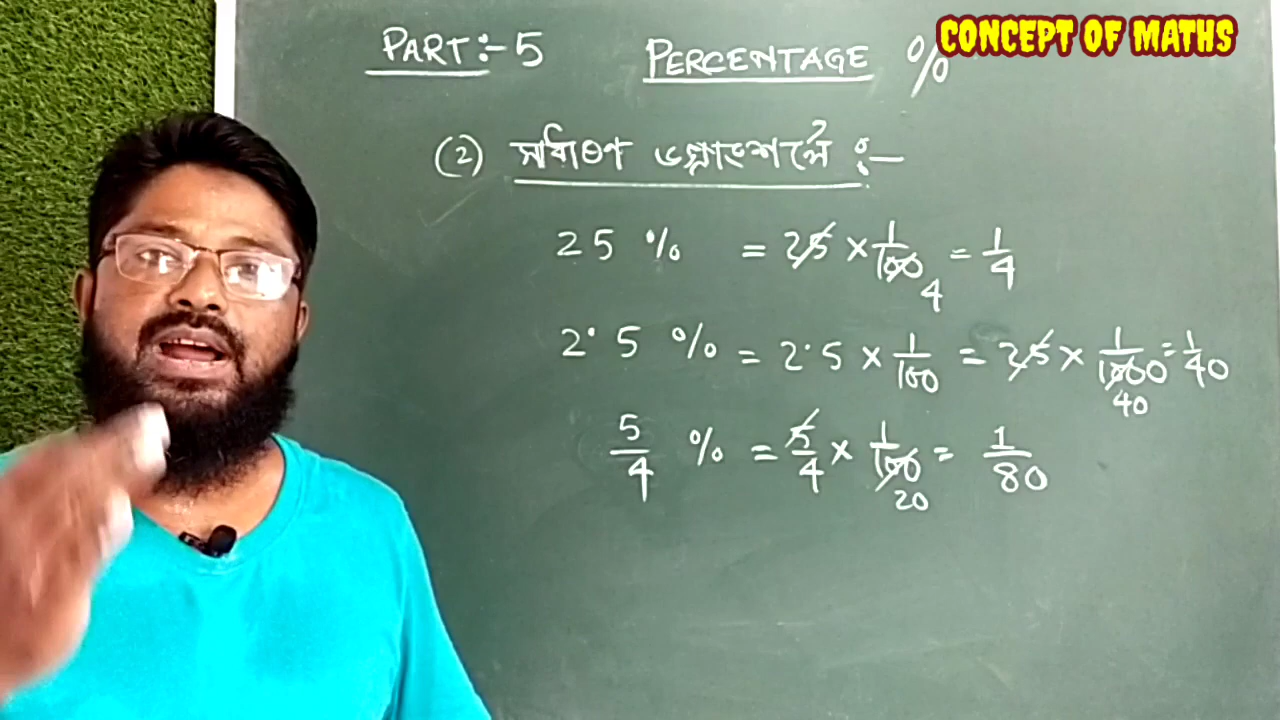 CONCEPT OF MATHS
PART:- 5 PERCENTAGE %
(2) সাধাৰণ ভগ্নাংশলৈ :-
25 % = 25 × 1/100 4 = 1/4
2.5 % = 2.5 × 1/100 = 25 × 1/1000 40 = 1/40
5/4 % = 5/4 × 1/100 20 = 1/80